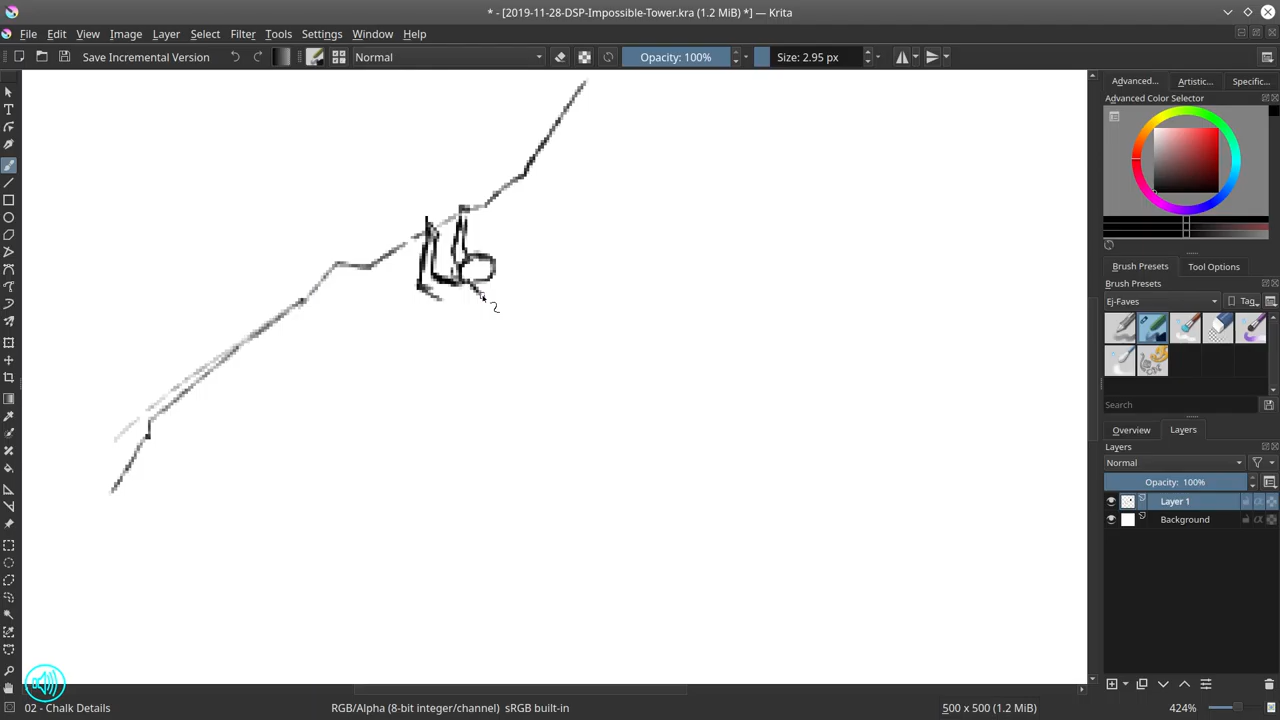 * - [2019-11-28-DSP-Impossible-Tower.kra (1.2 MiB) *] — Krita
File Edit View Image Layer Select Filter Tools Settings Window Help
Save Incremental Version Normal Opacity: 100% Size: 2.95 px
Advanced... Artistic... Specific...
Advanced Color Selector
Brush Presets Tool Options
Brush Presets
Ej-Faves Tag
Search
Overview Layers
Layers
Normal
Opacity: 100%
Layer 1
Background
02 - Chalk Details RGB/Alpha (8-bit integer/channel) sRGB built-in 500 x 500 (1.2 MiB) 424%